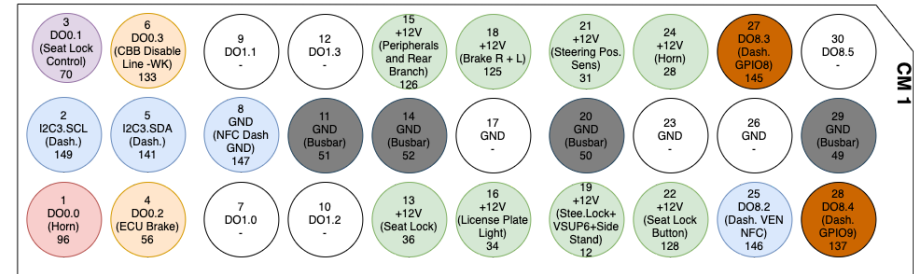 3
DO0.1
(Seat Lock
Control)
70
6
DO0.3
(CBB Disable
Line -WK)
133
9
DO1.1
-
12
DO1.3
-
15
+12V
(Peripherals
and Rear
Branch)
126
18
+12V
(Brake R + L)
125
21
+12V
(Steering Pos.
Sens)
31
24
+12V
(Horn)
28
27
DO8.3
(Dash.
GPIO8)
145
30
DO8.5
-
CM 1
2
I2C3.SCL
(Dash.)
149
5
I2C3.SDA
(Dash.)
141
8
GND
(NFC Dash
GND)
147
11
GND
(Busbar)
51
14
GND
(Busbar)
52
17
GND
-
20
GND
(Busbar)
50
23
GND
-
26
GND
-
29
GND
(Busbar)
49
1
DO0.0
(Horn)
96
4
DO0.2
(ECU Brake)
56
7
DO1.0
-
10
DO1.2
-
13
+12V
(Seat Lock)
36
16
+12V
(License Plate
Light)
34
19
+12V
(Stee.Lock+
VSUP6+Side
Stand)
12
22
+12V
(Seat Lock
Button)
128
25
DO8.2
(Dash. VEN
NFC)
146
28
DO8.4
(Dash.
GPIO9)
137